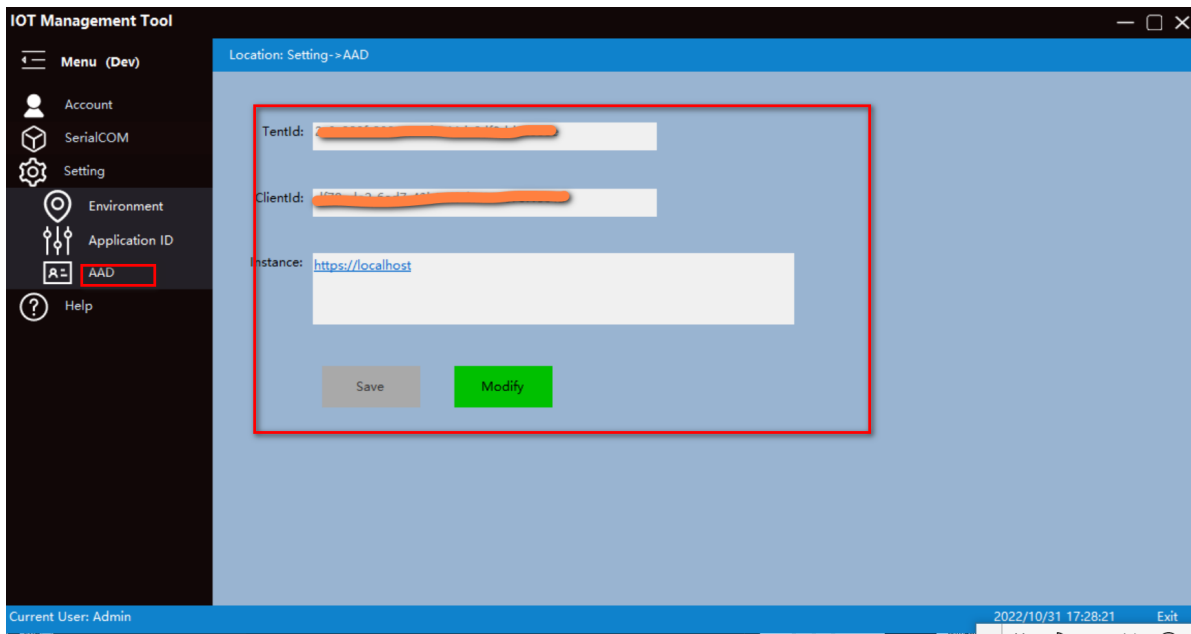 IOT Management Tool
Menu (Dev)
Location: Setting->AAD
Account
SerialCOM
Setting
Environment
Application ID
AAD
Help
TentId:
ClientId:
Instance:
https://localhost
Save
Modify
Current User: Admin
2022/10/31 17:28:21
Exit